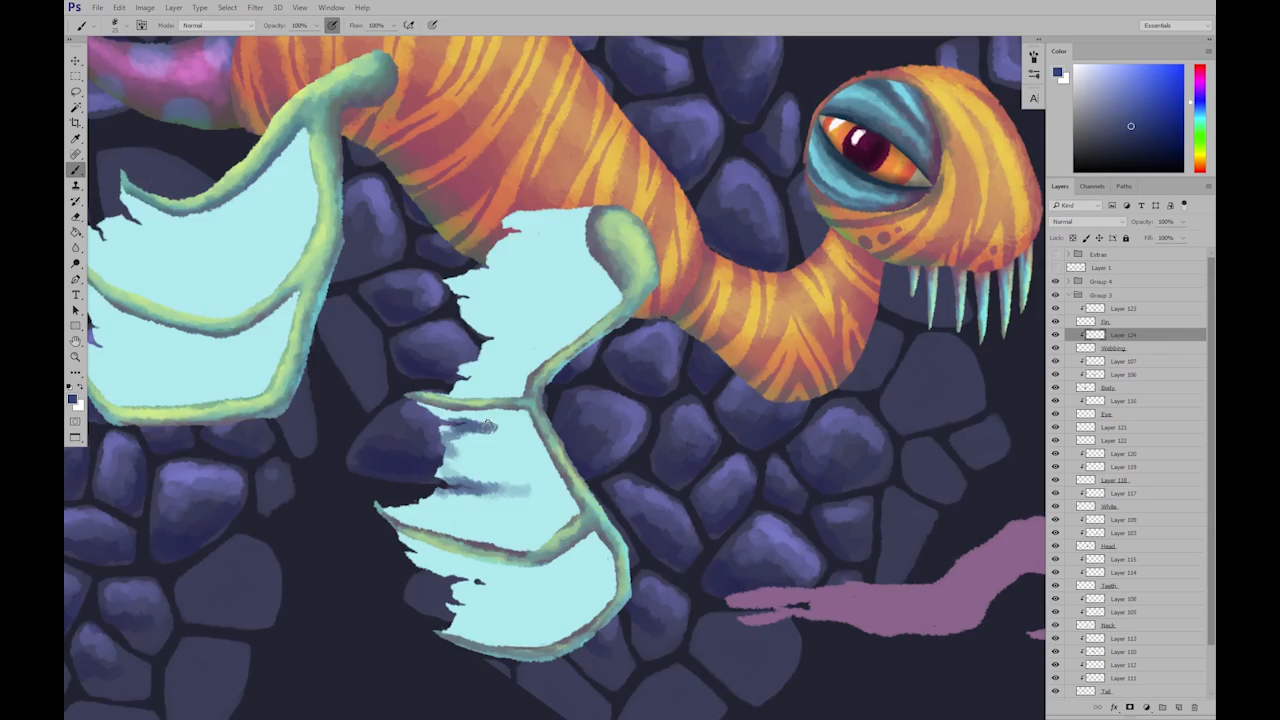 Ps File Edit Image Layer Type Select Filter 3D View Window Help
25 Mode: Normal Opacity: 100% Flow: 100% Essentials
Color
A
Layers Channels Paths
Kind
Normal Opacity: 100%
Lock: Fill: 100%
Extras
Layer 1
Group 4
Group 3
Layer 123
Fin
Layer 124
Webbing
Layer 107
Layer 106
Body
Layer 116
Eye
Layer 121
Layer 122
Layer 120
Layer 119
Layer 118
Layer 117
White
Layer 109
Layer 103
Head
Layer 115
Layer 114
Teeth
Layer 108
Layer 105
Neck
Layer 113
Layer 110
Layer 112
Layer 111
Tail
fx